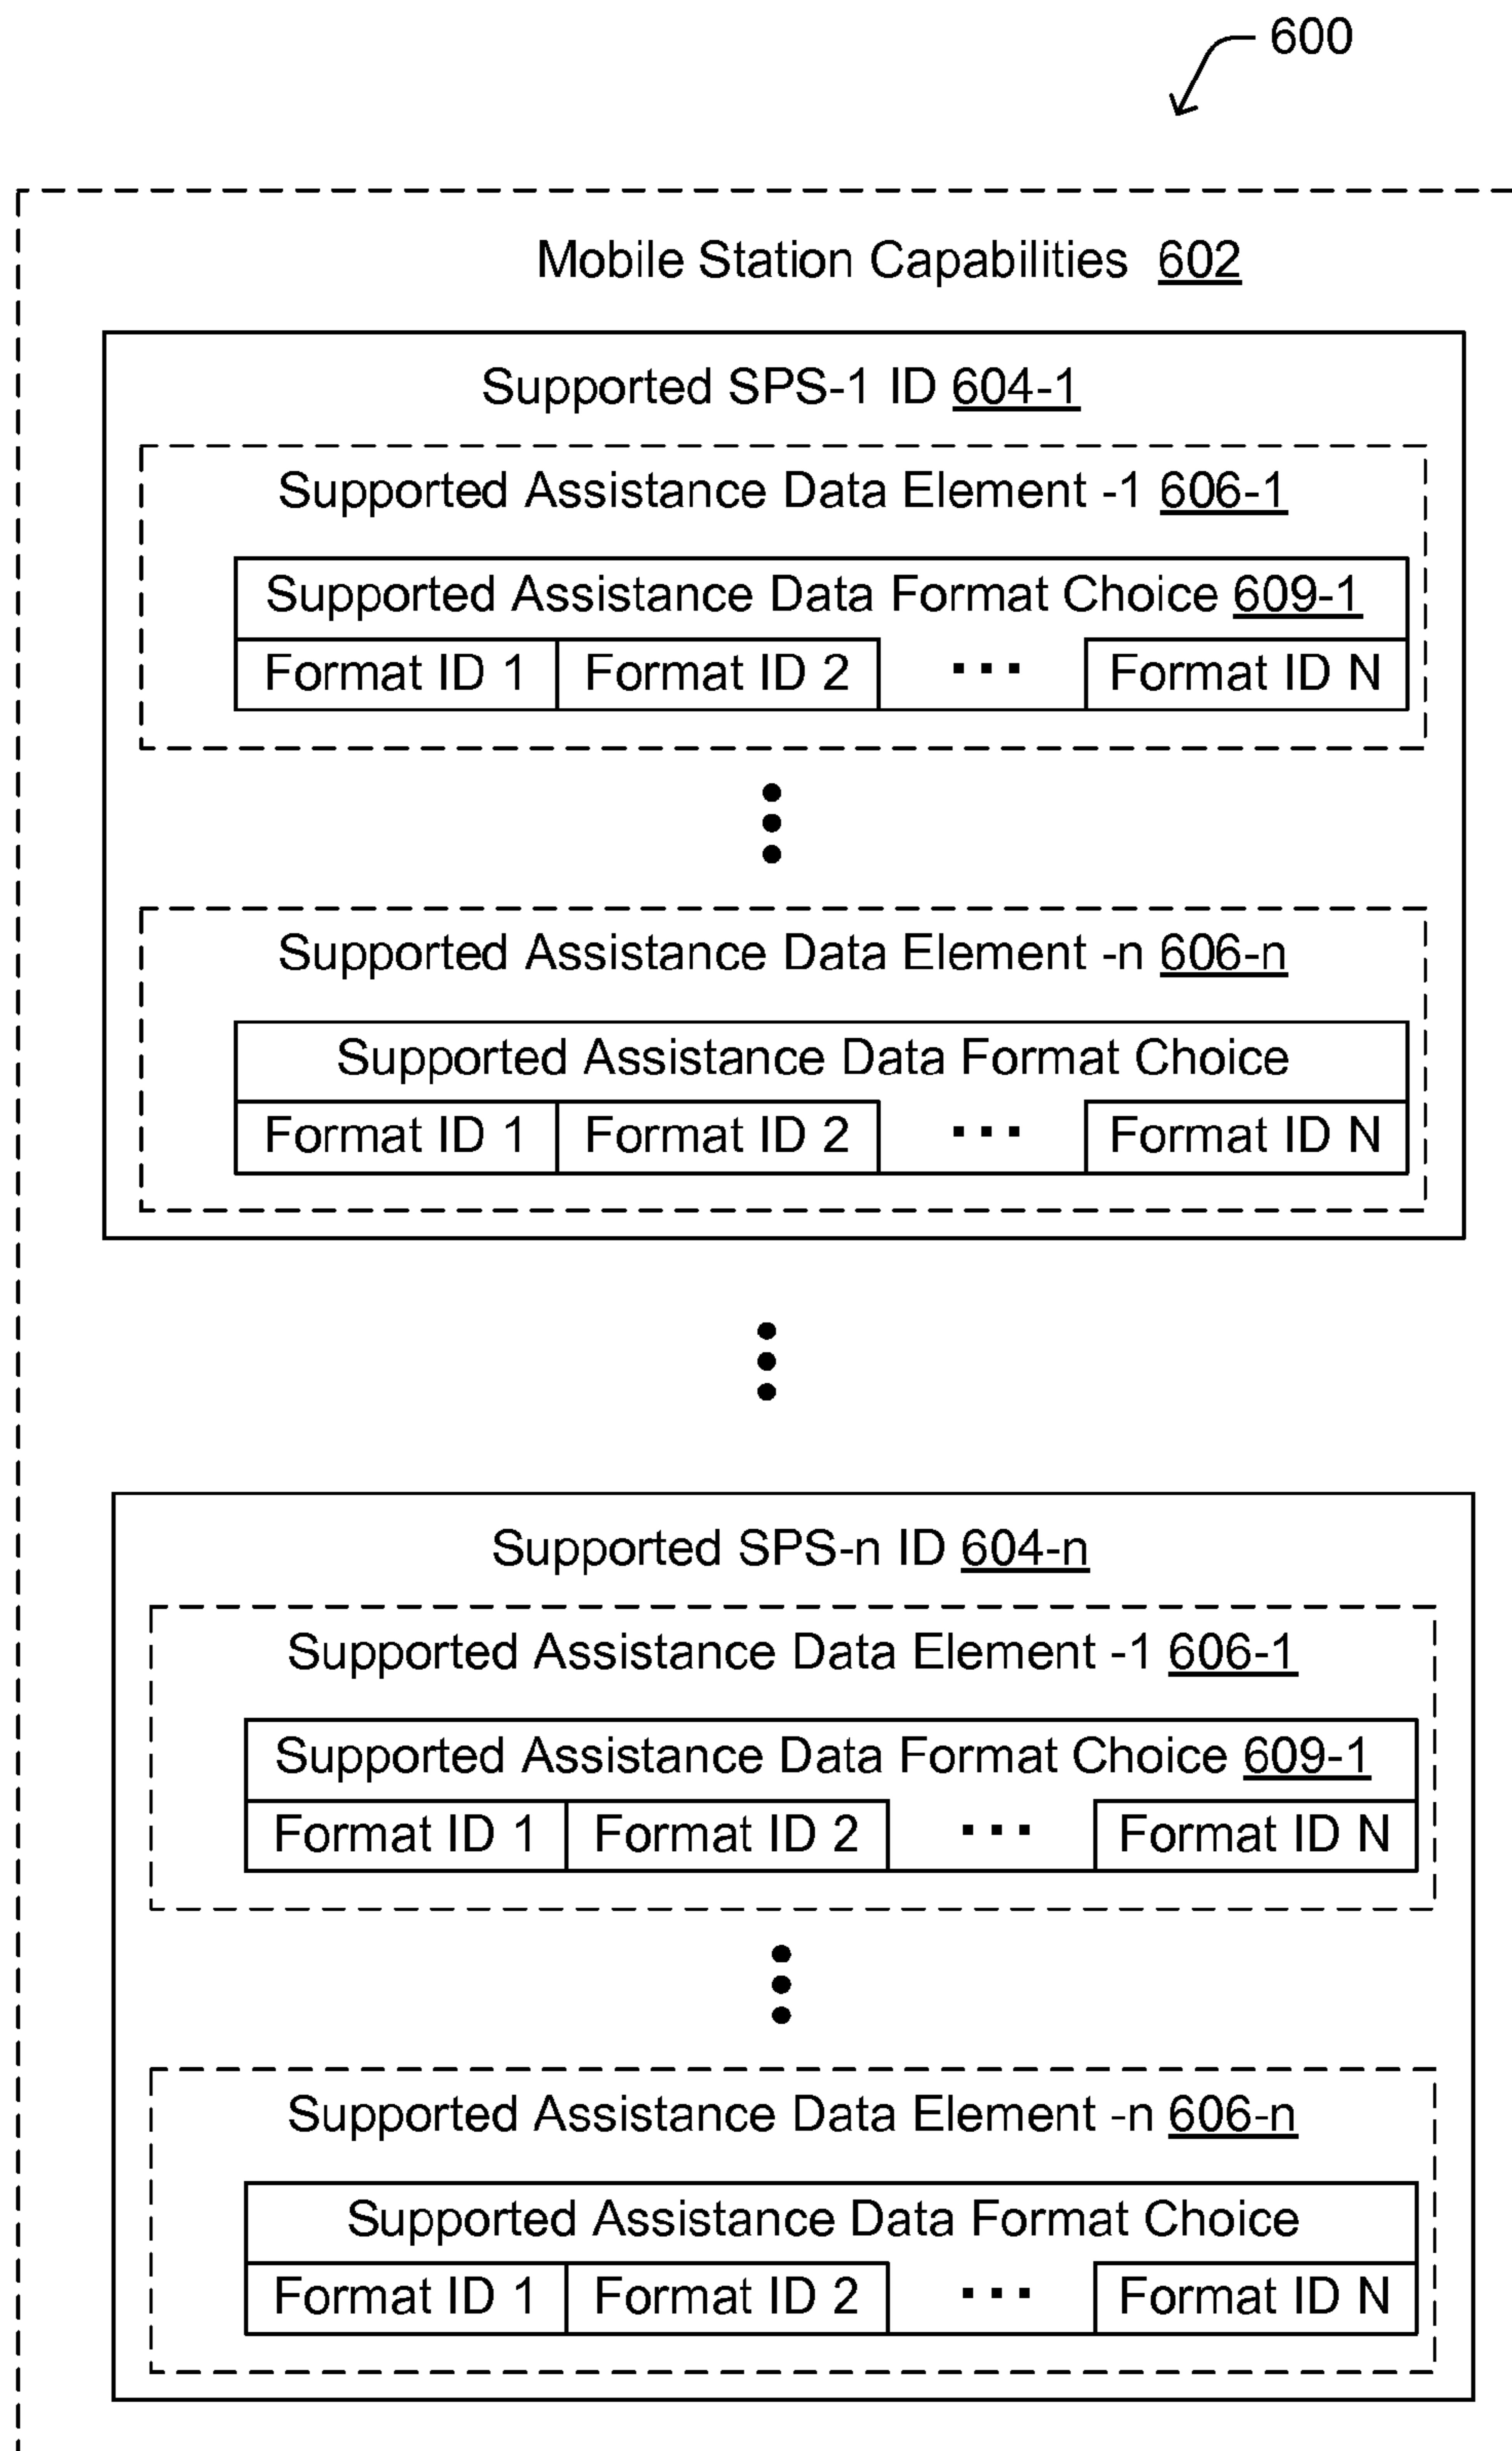 600
Mobile Station Capabilities 602
Supported SPS-1 ID 604-1
Supported Assistance Data Element -1 606-1
Supported Assistance Data Format Choice 609-1
Format ID 1 Format ID 2 ... Format ID N
Supported Assistance Data Element -n 606-n
Supported Assistance Data Format Choice
Format ID 1 Format ID 2 ... Format ID N
Supported SPS-n ID 604-n
Supported Assistance Data Element -1 606-1
Supported Assistance Data Format Choice 609-1
Format ID 1 Format ID 2 ... Format ID N
Supported Assistance Data Element -n 606-n
Supported Assistance Data Format Choice
Format ID 1 Format ID 2 ... Format ID N